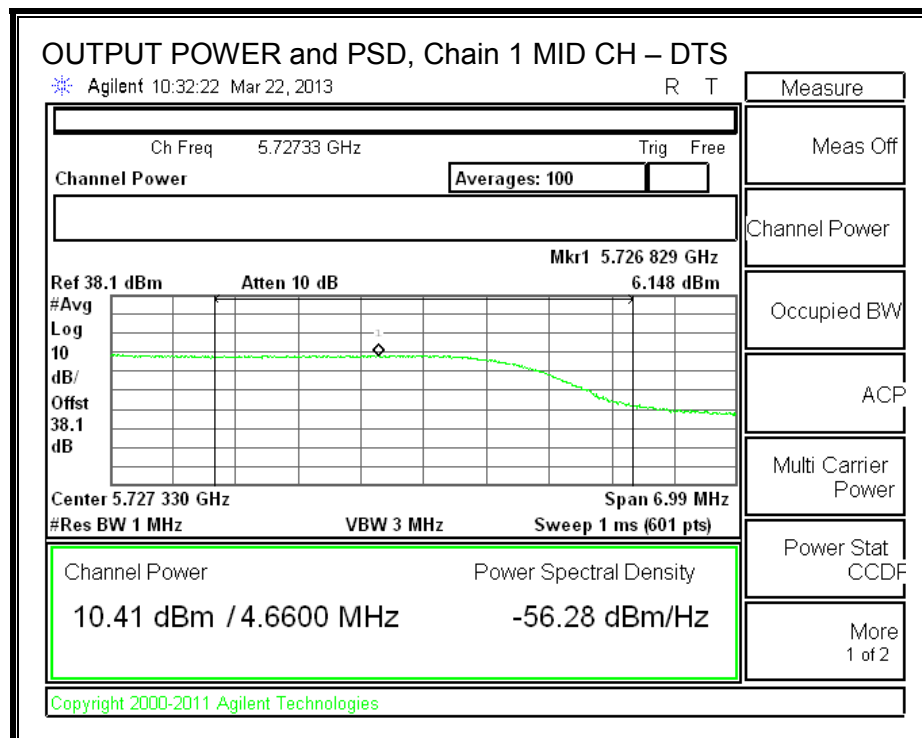 OUTPUT POWER and PSD, Chain 1 MID CH – DTS
Agilent 10:32:22 Mar 22, 2013 R T
Measure
Ch Freq 5.72733 GHz Trig Free
Meas Off
Channel Power Averages: 100
Channel Power
Mkr1 5.726 829 GHz
Ref 38.1 dBm Atten 10 dB 6.148 dBm
#Avg
Log
10
dB/
Offst
38.1
dB
1
Occupied BW
ACP
Center 5.727 330 GHz Span 6.99 MHz
#Res BW 1 MHz VBW 3 MHz Sweep 1 ms (601 pts)
Multi Carrier
Power
Channel Power Power Spectral Density
10.41 dBm / 4.6600 MHz -56.28 dBm/Hz
Power Stat
CCDF
More
1 of 2
Copyright 2000-2011 Agilent Technologies